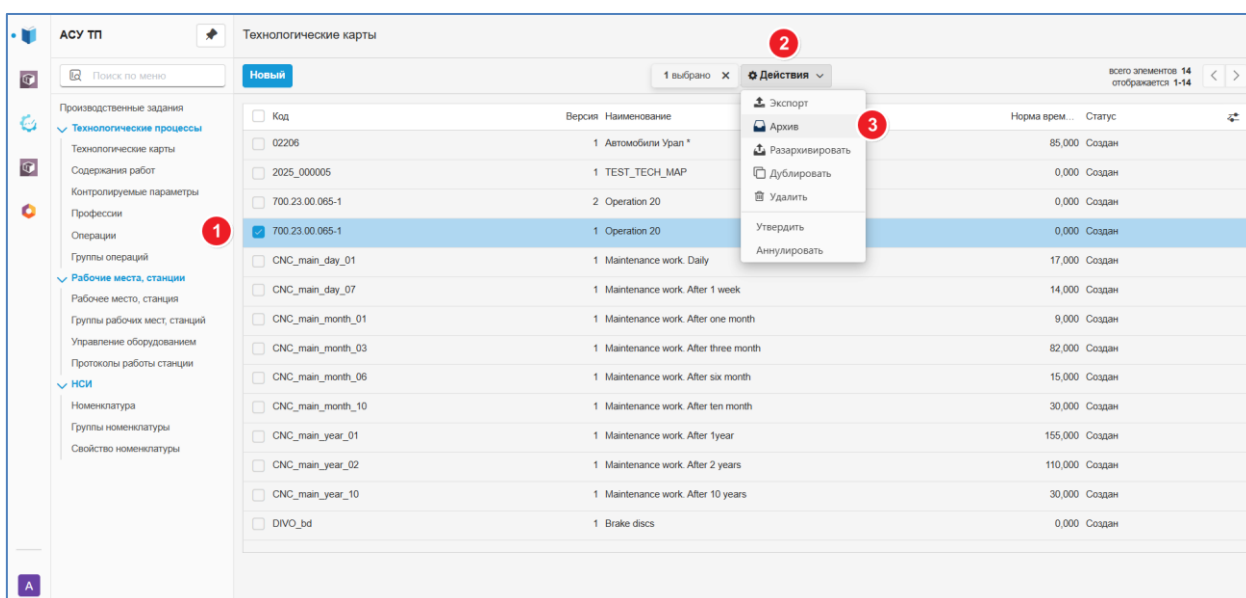 АСУ ТП
Технологические карты
2
Поиск по меню
Новый
1 выбрано
Действия
всего элементов 14
отображается 1-14
Производственные задания
Технологические процессы
Технологические карты
Содержания работ
Контролируемые параметры
Профессии
Операции
Группы операций
Рабочие места, станции
Рабочее место, станция
Группы рабочих мест, станций
Управление оборудованием
Протоколы работы станции
НСИ
Номенклатура
Группы номенклатуры
Свойство номенклатуры
1
A
Экспорт
Архив
3
Разархивировать
Дублировать
Удалить
Утвердить
Аннулировать
Код Версия Наименование Норма врем... Статус
02206 1 Автомобили Урал * 85,000 Создан
2025_000005 1 TEST_TECH_MAP 0,000 Создан
700.23.00.065-1 2 Operation 20 0,000 Создан
700.23.00.065-1 1 Operation 20 0,000 Создан
CNC_main_day_01 1 Maintenance work. Daily 17,000 Создан
CNC_main_day_07 1 Maintenance work. After 1 week 14,000 Создан
CNC_main_month_01 1 Maintenance work. After one month 9,000 Создан
CNC_main_month_03 1 Maintenance work. After three month 82,000 Создан
CNC_main_month_06 1 Maintenance work. After six month 15,000 Создан
CNC_main_month_10 1 Maintenance work. After ten month 30,000 Создан
CNC_main_year_01 1 Maintenance work. After 1year 155,000 Создан
CNC_main_year_02 1 Maintenance work. After 2 years 110,000 Создан
CNC_main_year_10 1 Maintenance work. After 10 years 30,000 Создан
DIVO_bd 1 Brake discs 0,000 Создан